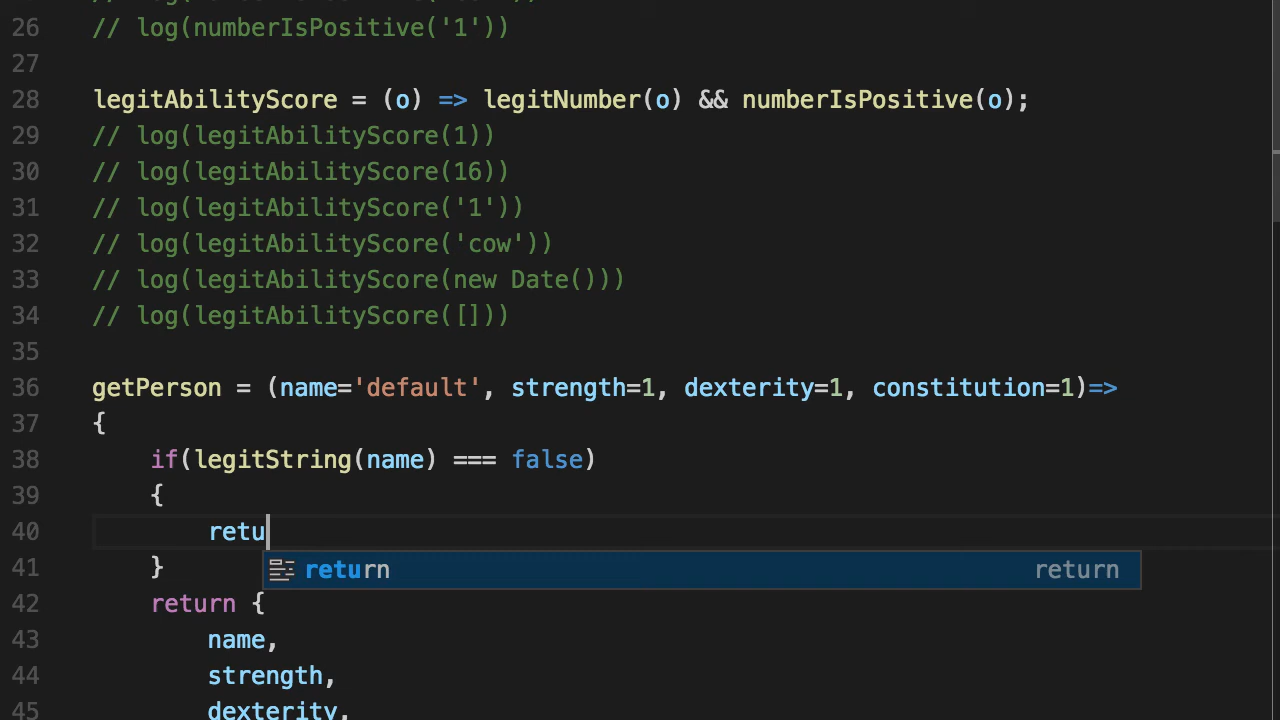 26 // log(numberIsPositive('1'))
27
28 legitAbilityScore = (o) => legitNumber(o) && numberIsPositive(o);
29 // log(legitAbilityScore(1))
30 // log(legitAbilityScore(16))
31 // log(legitAbilityScore('1'))
32 // log(legitAbilityScore('cow'))
33 // log(legitAbilityScore(new Date()))
34 // log(legitAbilityScore([]))
35
36 getPerson = (name='default', strength=1, dexterity=1, constitution=1)=>
37 {
38 if(legitString(name) === false)
39 {
40 retu
return return
41 }
42 return {
43 name,
44 strength,
45 dexterity,